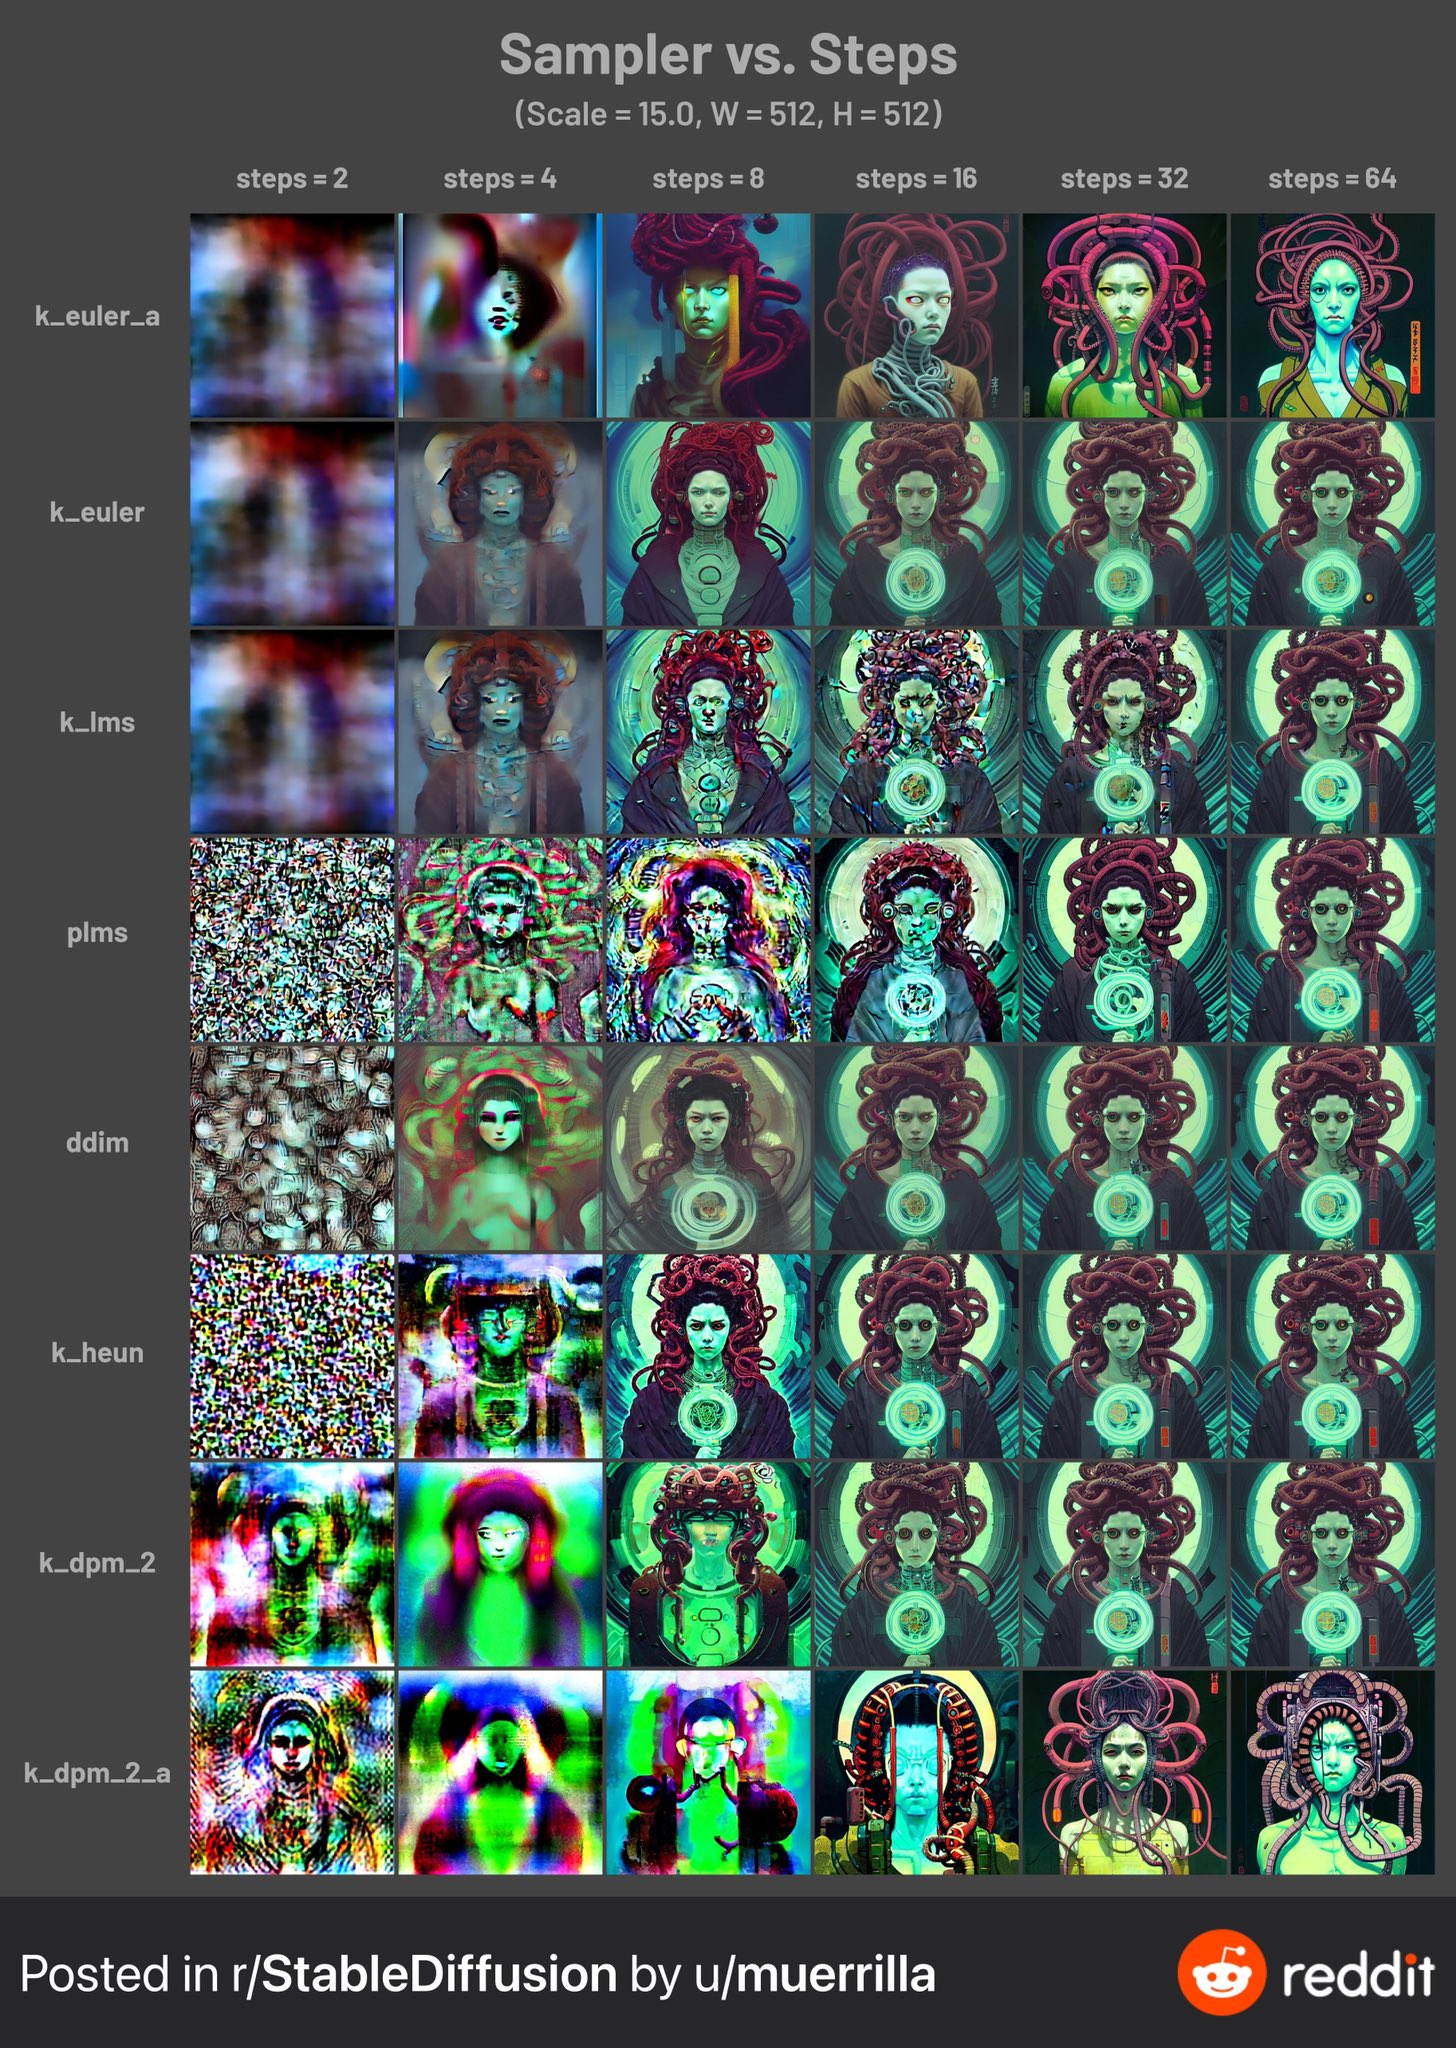 Sampler vs. Steps
(Scale = 15.0, W = 512, H = 512)
steps = 2 steps = 4 steps = 8 steps = 16 steps = 32 steps = 64
k_euler_a
k_euler
k_lms
plms
ddim
k_heun
k_dpm_2
k_dpm_2_a
Posted in r/StableDiffusion by u/muerrilla
reddit